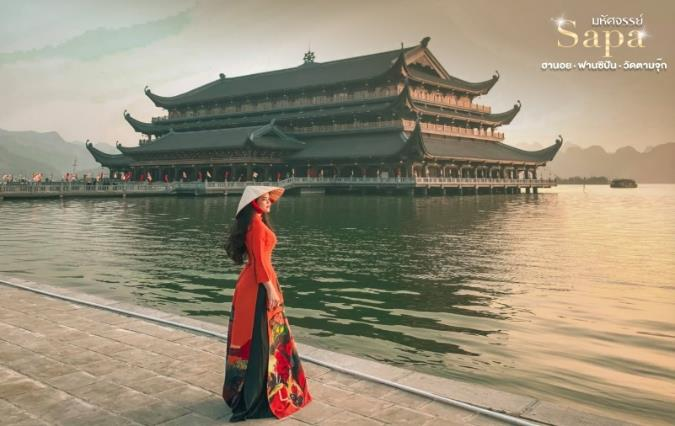 มหัศจรรย์
Sapa
ฮานอย · ฟานซิปัน · วัดตามจุ๊ก